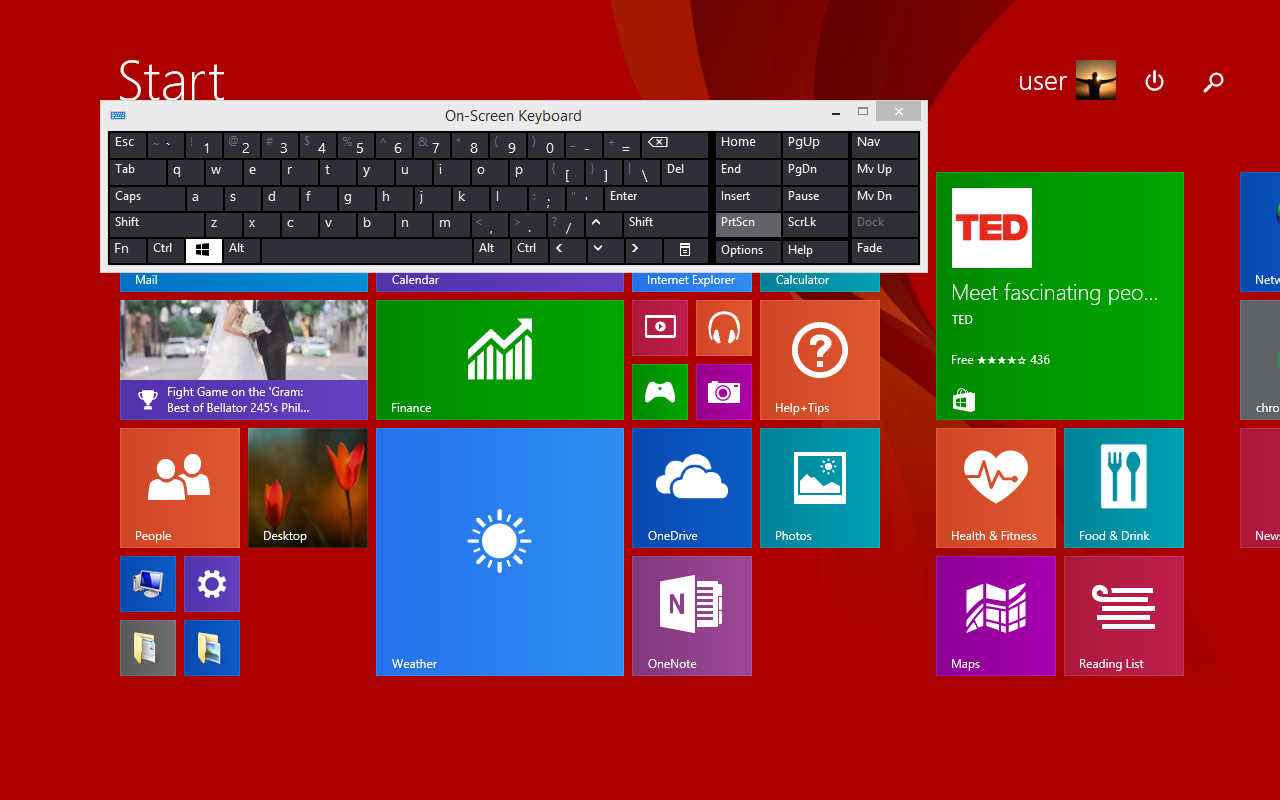 Start
user
On-Screen Keyboard
Esc ~ ` ! 1 @ 2 # 3 $ 4 % 5 ^ 6 & 7 * 8 ( 9 ) 0 _ - + = Home PgUp Nav
Tab q w e r t y u i o p { [ } ] | \ Del End PgDn Mv Up
Caps a s d f g h j k l : ; " ' Enter Insert Pause Mv Dn
Shift z x c v b n m < , > . ? / Shift PrtScn ScrLk Dock
Fn Ctrl Alt Alt Ctrl Options Help Fade
Mail
Calendar
Internet Explorer
Calculator
Fight Game on the 'Gram:
Best of Bellator 245's Phil...
Finance
Help+Tips
TED
Meet fascinating peo...
TED
Free ★★★★☆ 436
People
Desktop
Weather
OneDrive
Photos
N
OneNote
Health & Fitness
Food & Drink
Maps
Reading List
Netw
chro
News